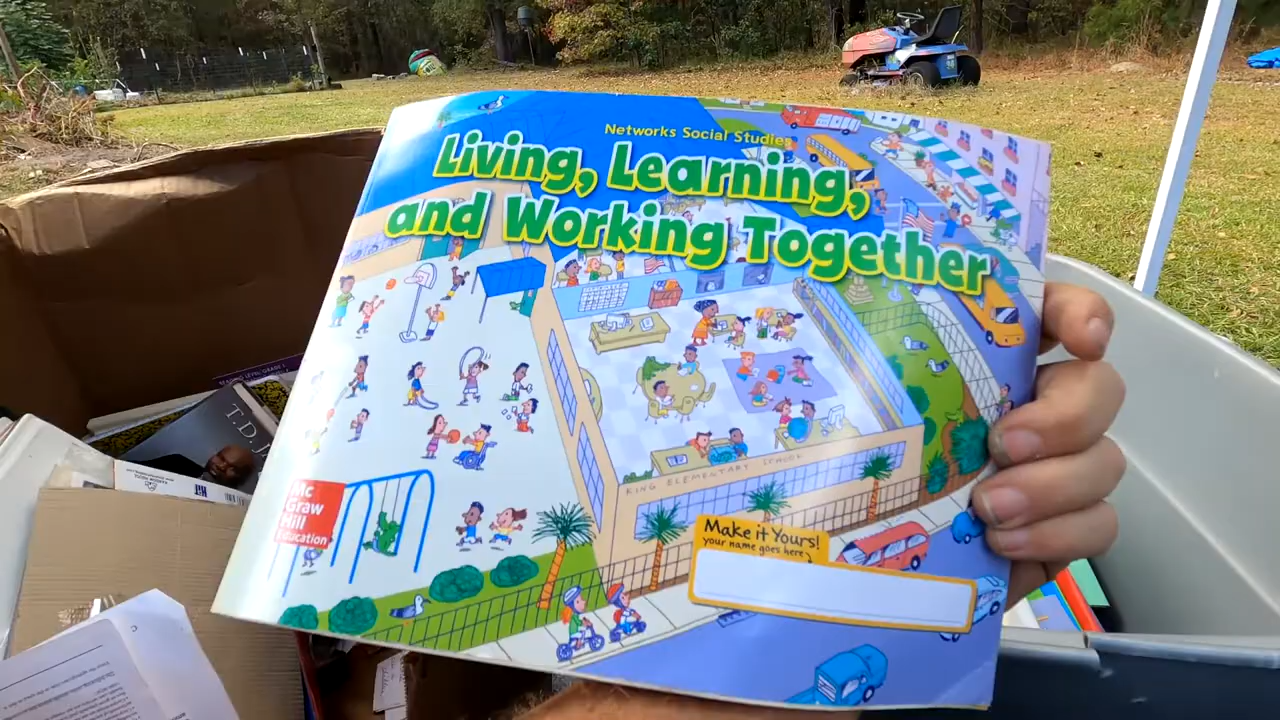 Networks Social Studies
Living, Learning,
and Working Together
KING ELEMENTARY SCHOOL
Mc
Graw
Hill
Education
Make it Yours!
your name goes here
T.D.J